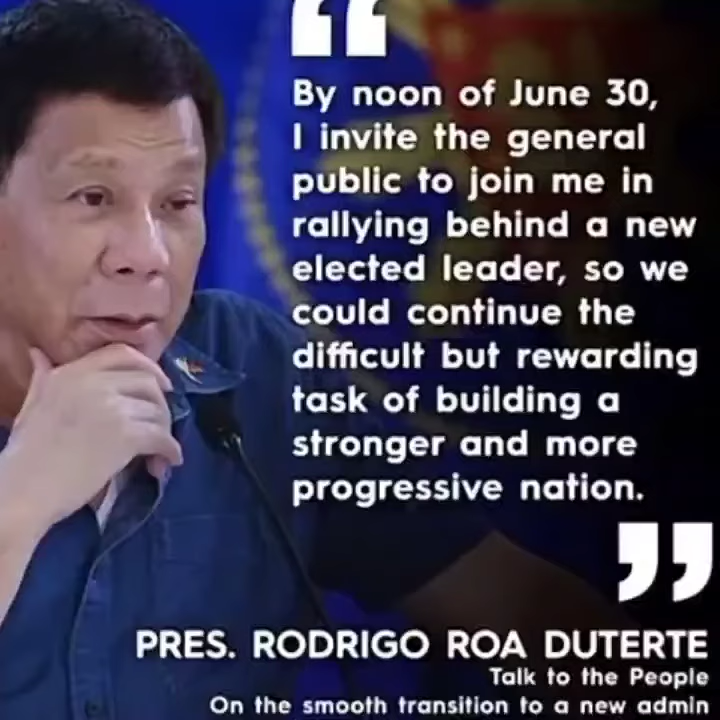 “
By noon of June 30,
I invite the general
public to join me in
rallying behind a new
elected leader, so we
could continue the
difficult but rewarding
task of building a
stronger and more
progressive nation.
”
PRES. RODRIGO ROA DUTERTE
Talk to the People
On the smooth transition to a new admin